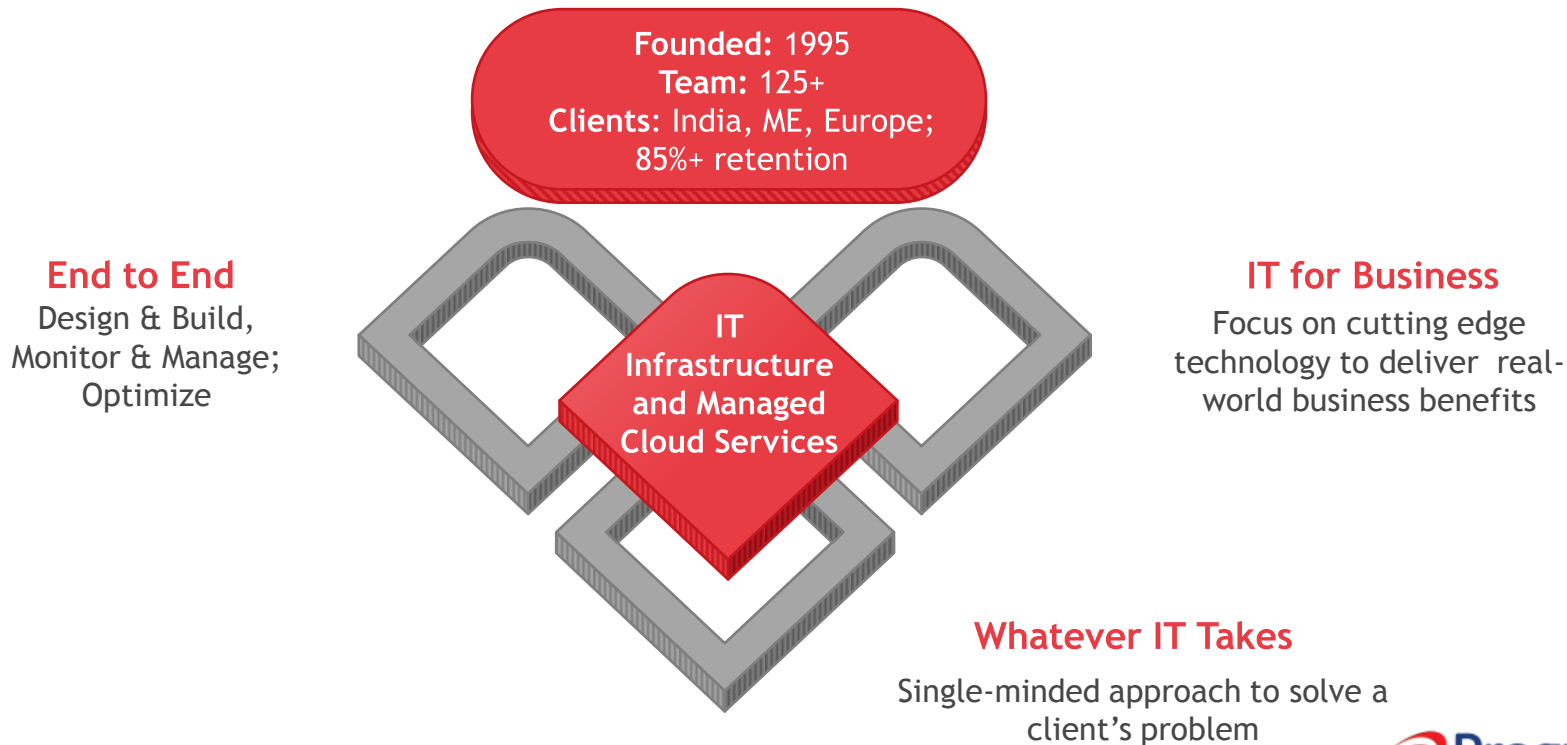 Founded: 1995
Team: 125+
Clients: India, ME, Europe;
85%+ retention
End to End
Design & Build,
Monitor & Manage;
Optimize
IT
Infrastructure
and Managed
Cloud Services
IT for Business
Focus on cutting edge
technology to deliver real-
world business benefits
Whatever IT Takes
Single-minded approach to solve a
client’s problem